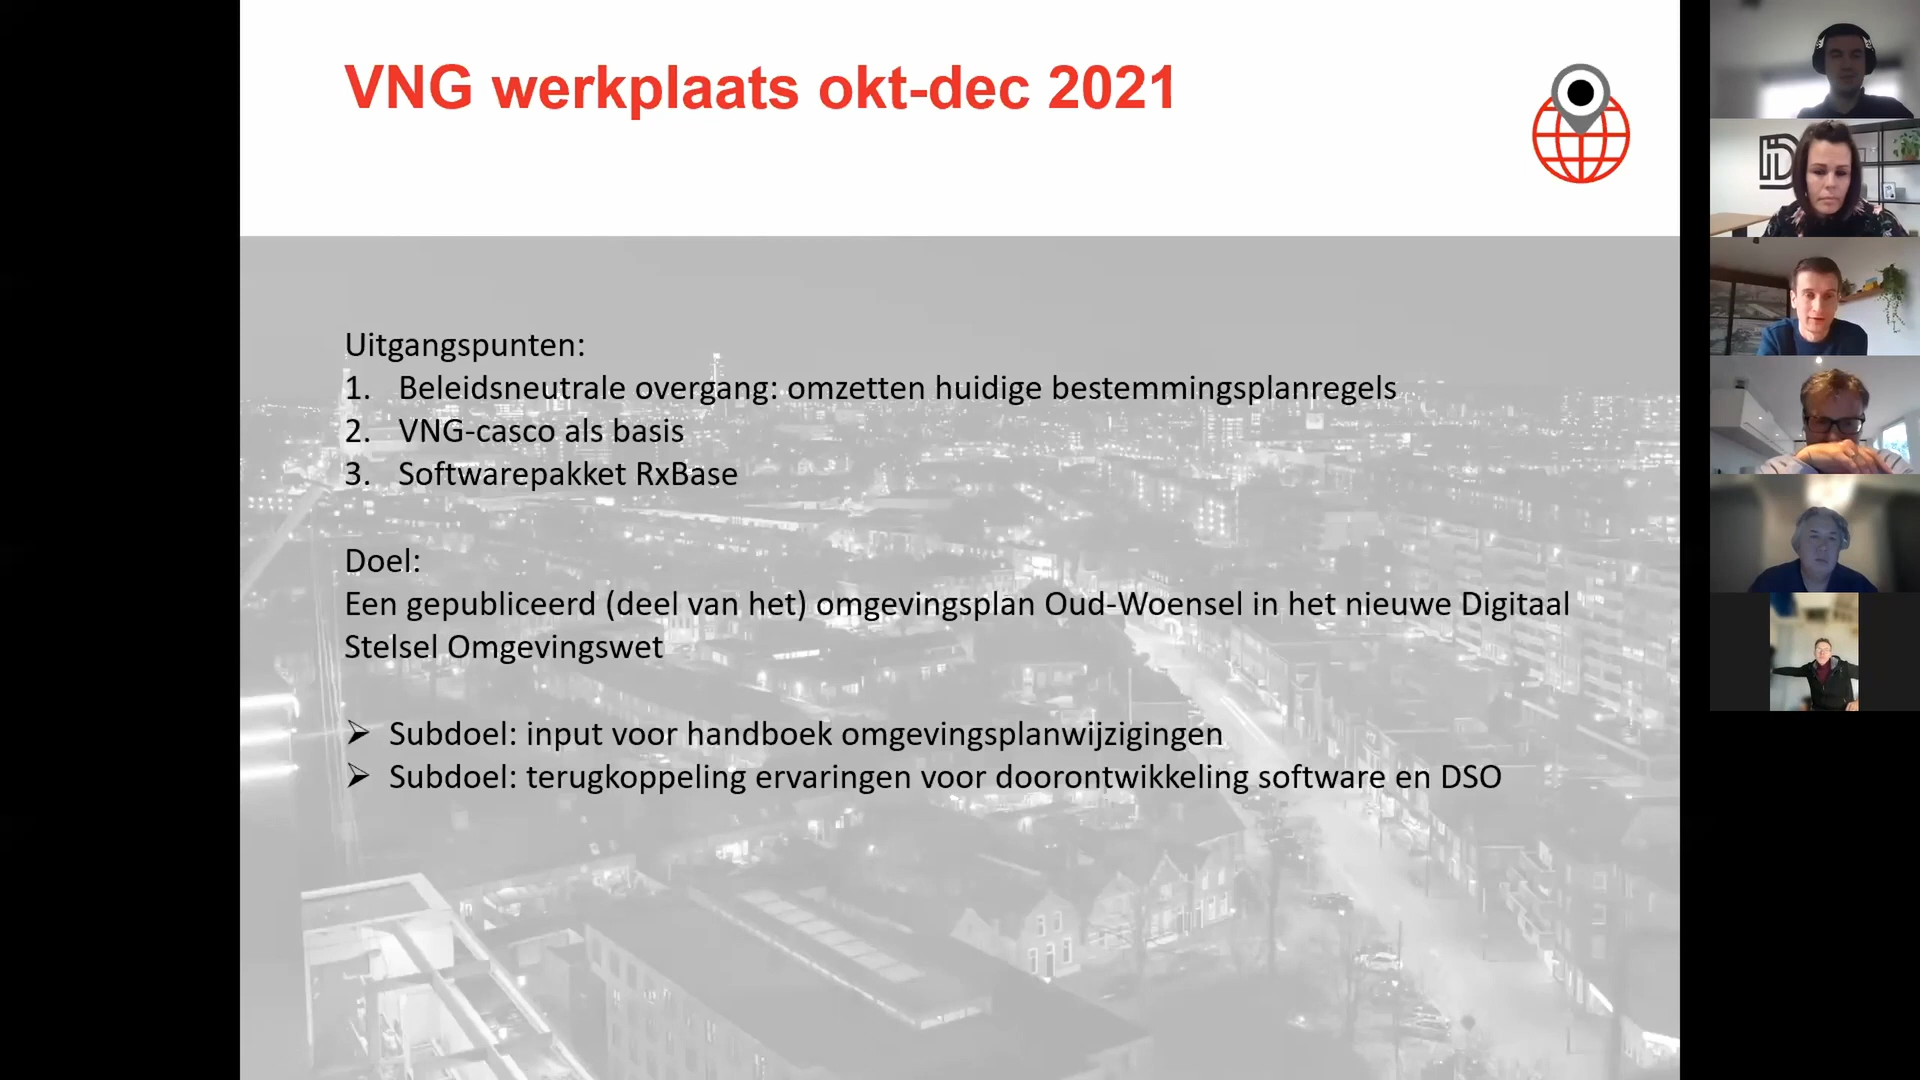 VNG werkplaats okt-dec 2021
Uitgangspunten:
1. Beleidsneutrale overgang: omzetten huidige bestemmingsplanregels
2. VNG-casco als basis
3. Softwarepakket RxBase
Doel:
Een gepubliceerd (deel van het) omgevingsplan Oud-Woensel in het nieuwe Digitaal
Stelsel Omgevingswet
➢ Subdoel: input voor handboek omgevingsplanwijzigingen
➢ Subdoel: terugkoppeling ervaringen voor doorontwikkeling software en DSO